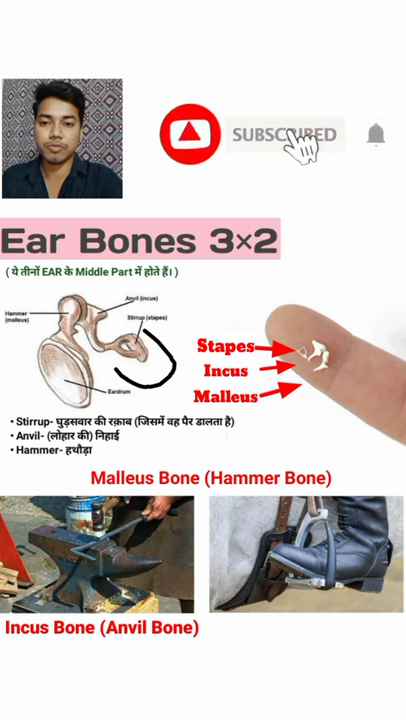 SUBSCRIBED
Ear Bones 3×2
( ये तीनों EAR के Middle Part में होते हैं। )
Anvil (incus)
Hammer
(malleus)
Stirrup (stapes)
Eardrum
Stapes
Incus
Malleus
• Stirrup- घुड़सवार की रक़ाब (जिसमें वह पैर डालता है)
• Anvil- (लोहार की) निहाई
• Hammer- हथौड़ा
Malleus Bone (Hammer Bone)
Incus Bone (Anvil Bone)